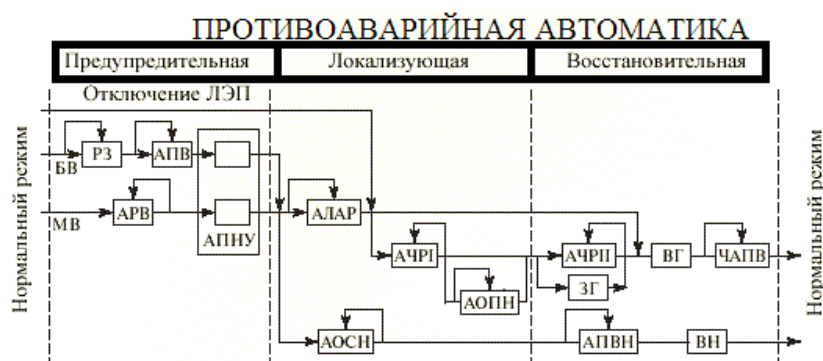 ПРОТИВОАВАРИЙНАЯ АВТОМАТИКА
Предупредительная Локализующая Восстановительная
Отключение ЛЭП
Нормальный режим
БВ
РЗ
АПВ
МВ
АРВ
АПНУ
АЛАР
АЧРI
АОПН
АЧРII
ЗГ
ВГ
ЧАПВ
АОСН
АПВН
ВН
Нормальный режим